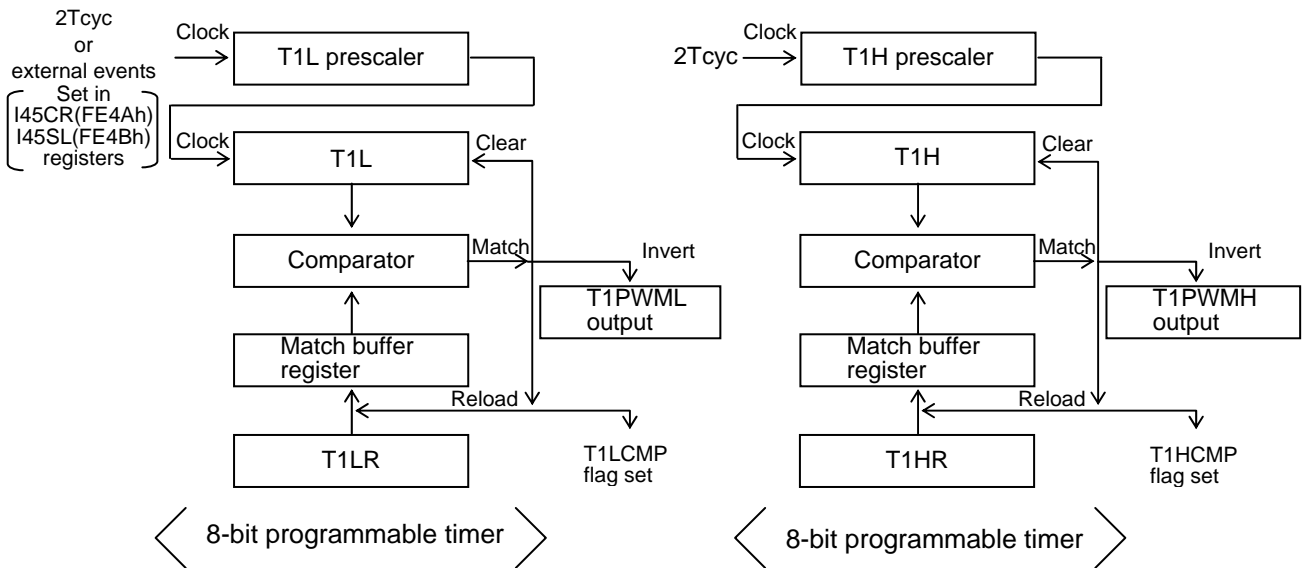 2Tcyc
or
external events
Set in
I45CR(FE4Ah)
I45SL(FE4Bh)
registers
Clock
T1L prescaler
Clock
T1L
Clear
Comparator
Match
Invert
T1PWML
output
Match buffer
register
Reload
T1LR
T1LCMP
flag set
8-bit programmable timer
2Tcyc
Clock
T1H prescaler
Clock
T1H
Clear
Comparator
Match
Invert
T1PWMH
output
Match buffer
register
Reload
T1HR
T1HCMP
flag set
8-bit programmable timer